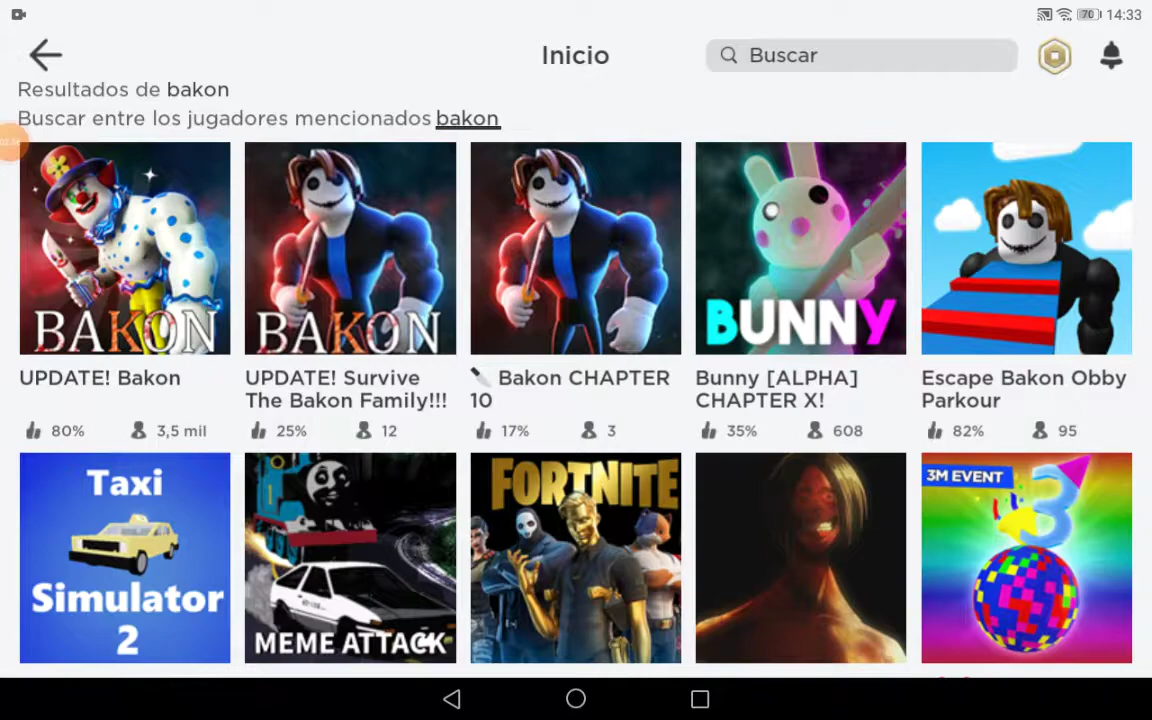 70 14:33
Inicio
Buscar
Resultados de bakon
Buscar entre los jugadores mencionados bakon
BAKON
BAKON
BUNNY
UPDATE! Bakon
UPDATE! Survive
The Bakon Family!!!
Bakon CHAPTER
10
Bunny [ALPHA]
CHAPTER X!
Escape Bakon Obby
Parkour
80% 3,5 mil
25% 12
17% 3
35% 608
82% 95
Taxi
Simulator
2
MEME ATTACK
FORTNITE
3M EVENT
3